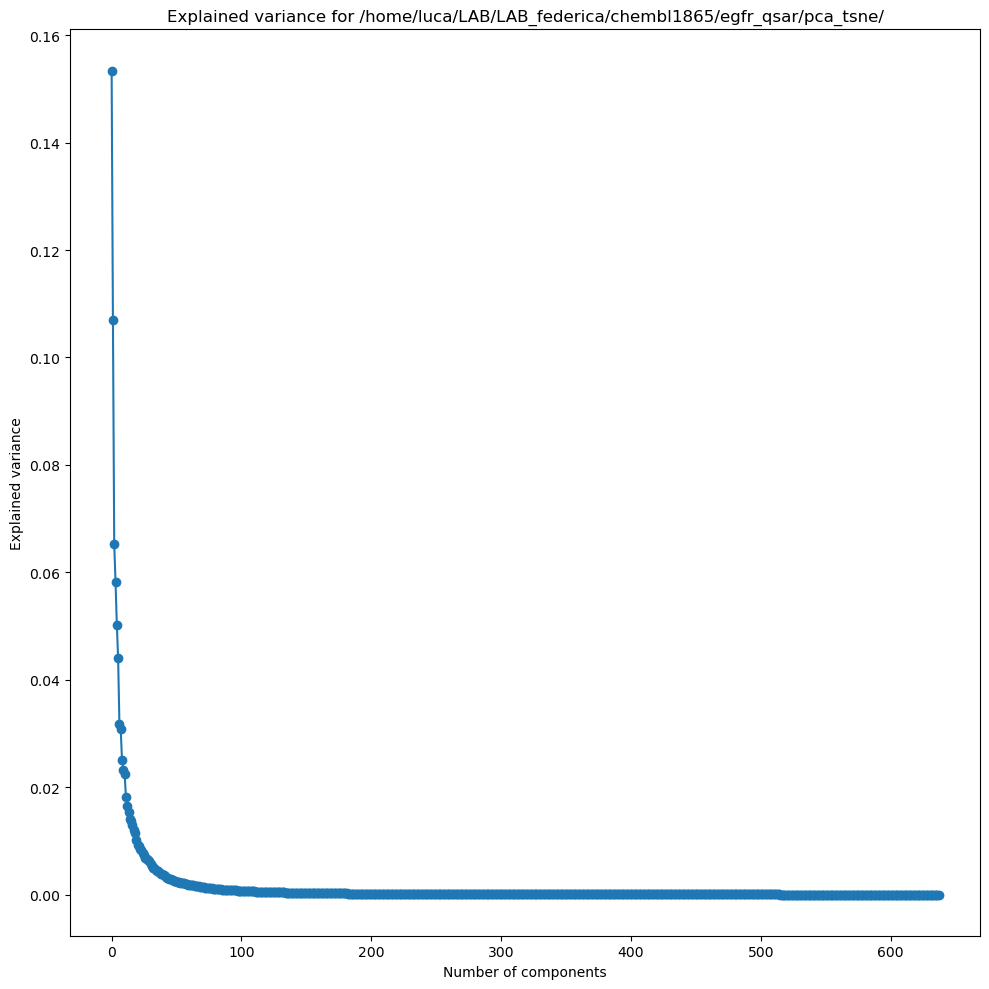 Explained variance for /home/luca/LAB/LAB_federica/chembl1865/egfr_qsar/pca_tsne/
0.16
0.14
0.12
0.10
0.08
0.06
0.04
0.02
0.00
Explained variance
0 100 200 300 400 500 600
Number of components